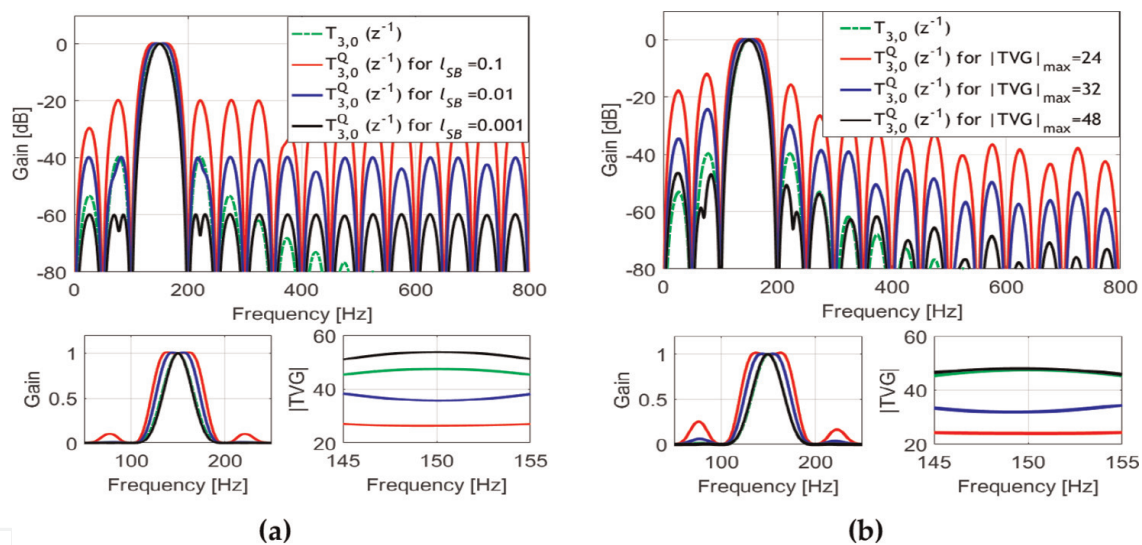 0
-20
-40
-60
-80
Gain [dB]
T3,0 (z-1)
TQ3,0 (z-1) for lSB =0.1
TQ3,0 (z-1) for lSB =0.01
TQ3,0 (z-1) for lSB =0.001
0 200 400 600 800
Frequency [Hz]
1
0.5
0
Gain
100 200
Frequency [Hz]
60
40
20
|TVG|
145 150 155
Frequency [Hz]
(a)
0
-20
-40
-60
-80
Gain [dB]
T3,0 (z-1)
TQ3,0 (z-1) for |TVG|max=24
TQ3,0 (z-1) for |TVG|max=32
TQ3,0 (z-1) for |TVG|max=48
0 200 400 600 800
Frequency [Hz]
1
0.5
0
Gain
100 200
Frequency [Hz]
60
40
20
|TVG|
145 150 155
Frequency [Hz]
(b)